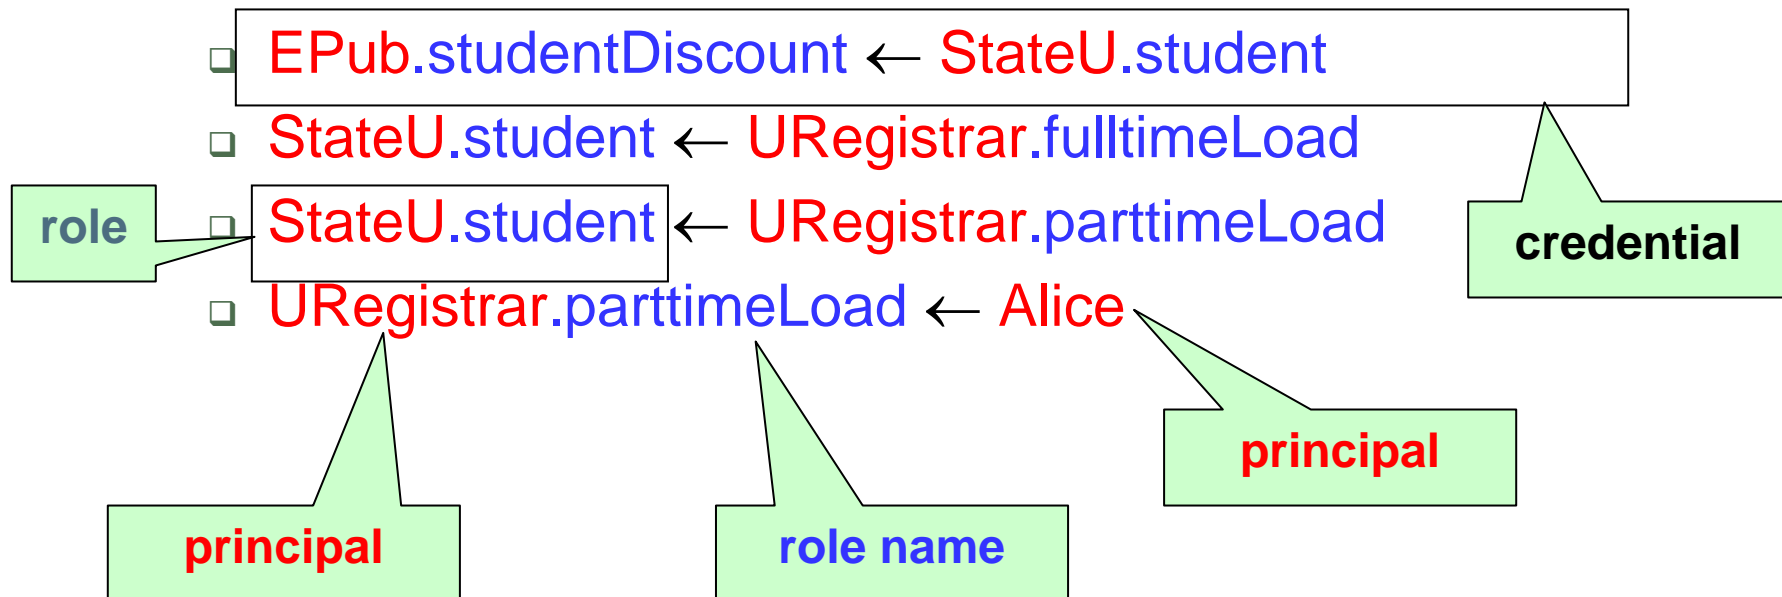 ❑ EPub.studentDiscount ← StateU.student
❑ StateU.student ← URegistrar.fulltimeLoad
role
❑ StateU.student ← URegistrar.parttimeLoad
credential
❑ URegistrar.parttimeLoad ← Alice
principal
principal
role name